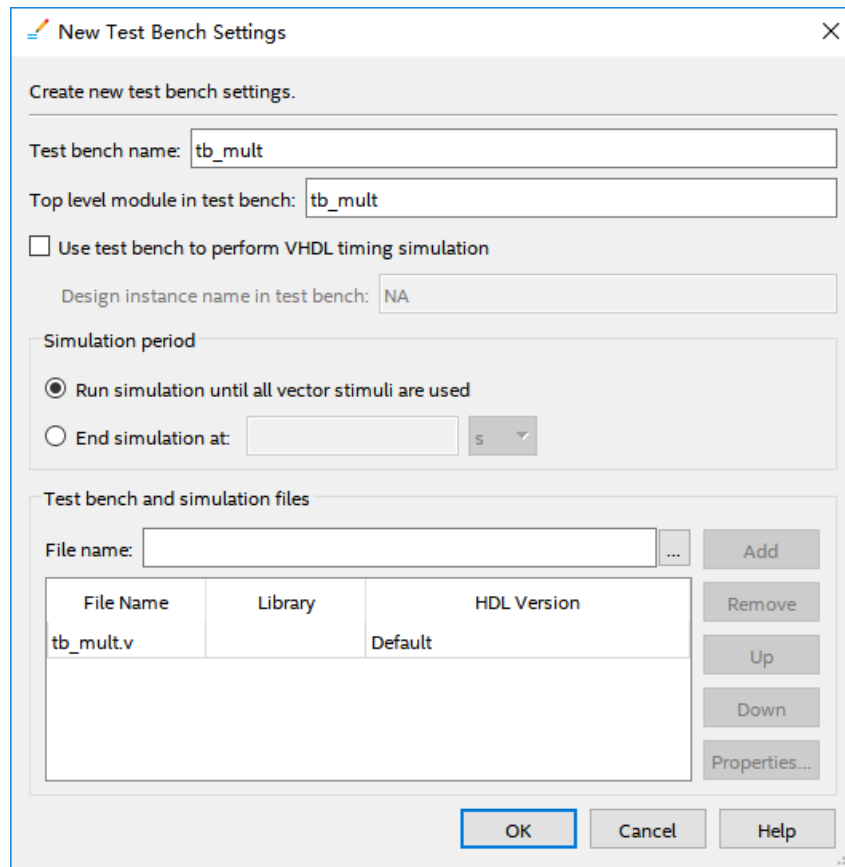 New Test Bench Settings
Create new test bench settings.
Test bench name: tb_mult
Top level module in test bench: tb_mult
Use test bench to perform VHDL timing simulation
Design instance name in test bench: NA
Simulation period
Run simulation until all vector stimuli are used
End simulation at: s
Test bench and simulation files
File name: ... Add
File Name Library HDL Version Remove
tb_mult.v Default
Up
Down
Properties...
OK Cancel Help